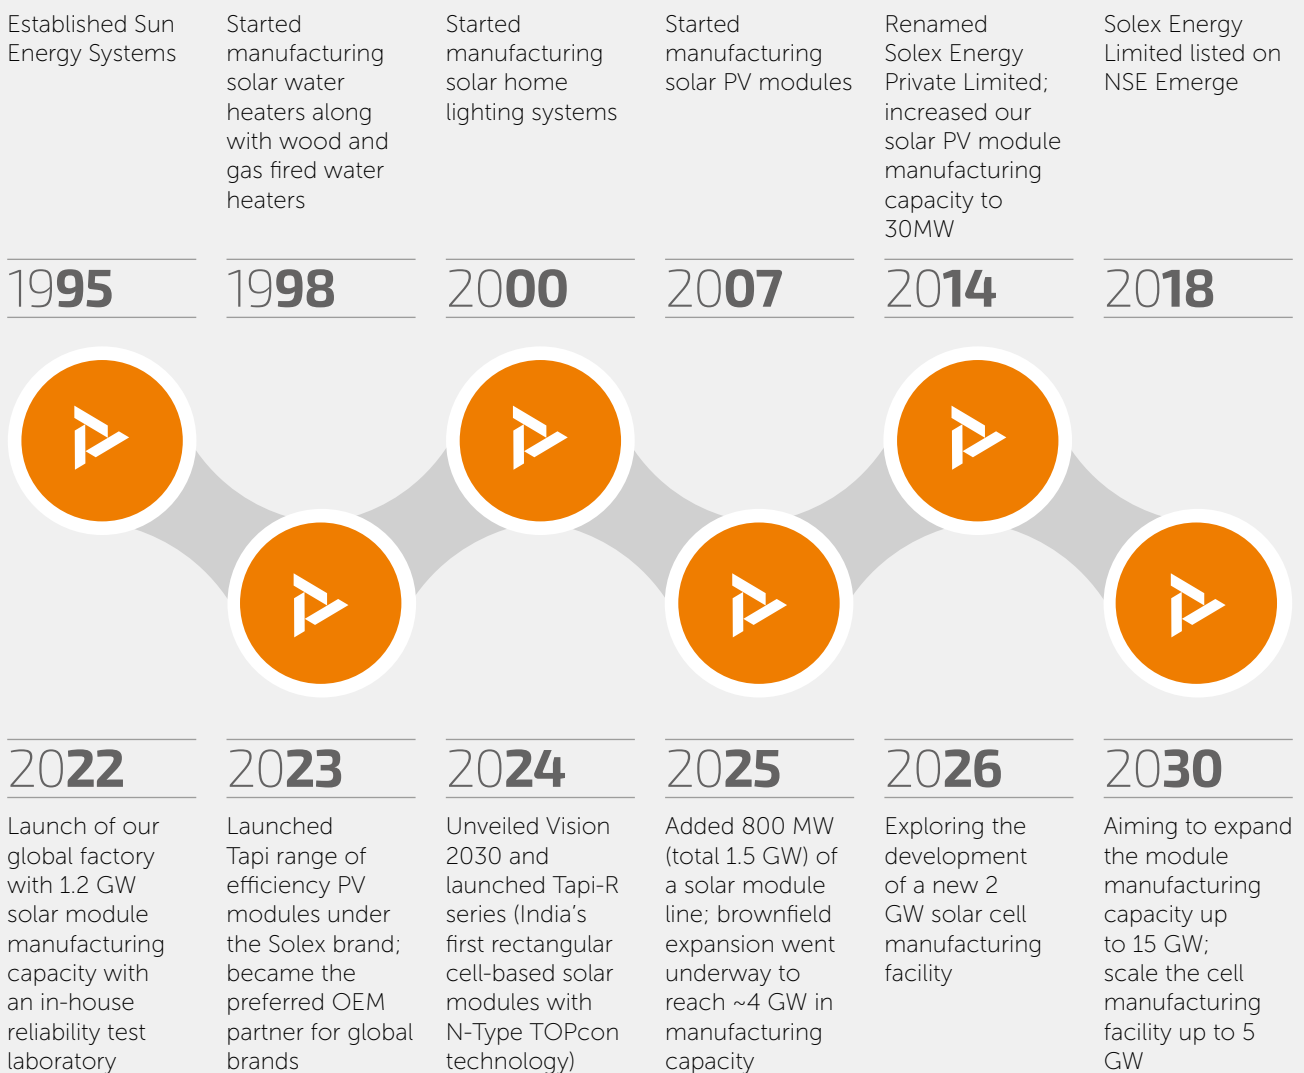 Established Sun
Energy Systems
Started
manufacturing
solar water
heaters along
with wood and
gas fired water
heaters
Started
manufacturing
solar home
lighting systems
Started
manufacturing
solar PV modules
Renamed
Solex Energy
Private Limited;
increased our
solar PV module
manufacturing
capacity to
30MW
Solex Energy
Limited listed on
NSE Emerge
1995
1998
2000
2007
2014
2018
2022
2023
2024
2025
2026
2030
Launch of our
global factory
with 1.2 GW
solar module
manufacturing
capacity with
an in-house
reliability test
laboratory
Launched
Tapi range of
efficiency PV
modules under
the Solex brand;
became the
preferred OEM
partner for global
brands
Unveiled Vision
2030 and
launched Tapi-R
series (India’s
first rectangular
cell-based solar
modules with
N-Type TOPcon
technology)
Added 800 MW
(total 1.5 GW) of
a solar module
line; brownfield
expansion went
underway to
reach ~4 GW in
manufacturing
capacity
Exploring the
development
of a new 2
GW solar cell
manufacturing
facility
Aiming to expand
the module
manufacturing
capacity up
to 15 GW;
scale the cell
manufacturing
facility up to 5
GW